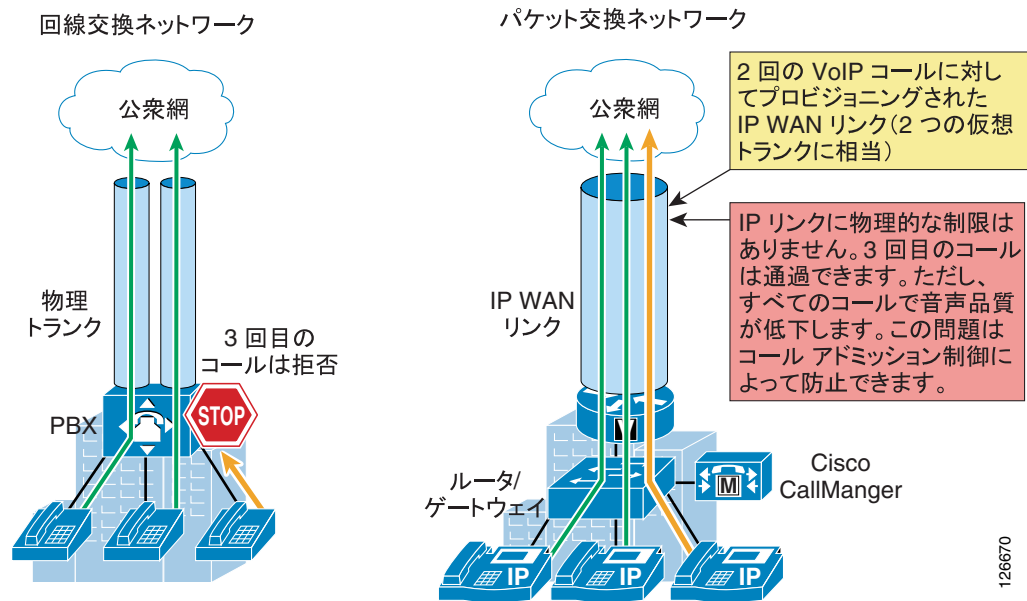 回線交換ネットワーク
公衆網
物理
トランク
3 回目の
コールは拒否
STOP
PBX
パケット交換ネットワーク
公衆網
2 回の VoIP コールに対し
てプロビジョニングされた
IP WAN リンク(2 つの仮想
トランクに相当)
IP リンクに物理的な制限は
ありません。3 回目のコール
は通過できます。ただし、
すべてのコールで音声品質
が低下します。この問題は
コール アドミッション制御に
よって防止できます。
IP WAN
リンク
V
ルータ/
ゲートウェイ
M
Cisco
CallManger
IP
IP
IP
126670